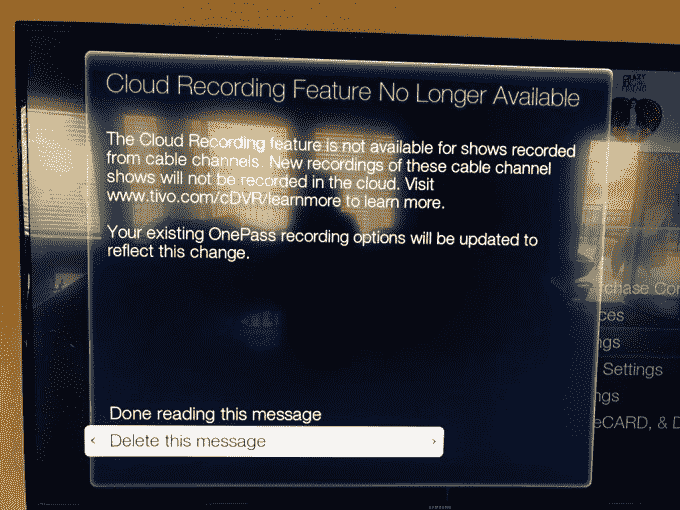 Cloud Recording Feature No Longer Available
CRAZY
The Cloud Recording feature is not available for shows recorded
from cable channels. New recordings of these cable channel
shows will not be recorded in the cloud. Visit
www.tivo.com/cDVR/learnmore to learn more.
Your existing OnePass recording options will be updated to
reflect this change.
rchase Cor
ces
ngs
Settings
ngs
eCARD, & D
Done reading this message
‹ Delete this message ›
SAMSUNG